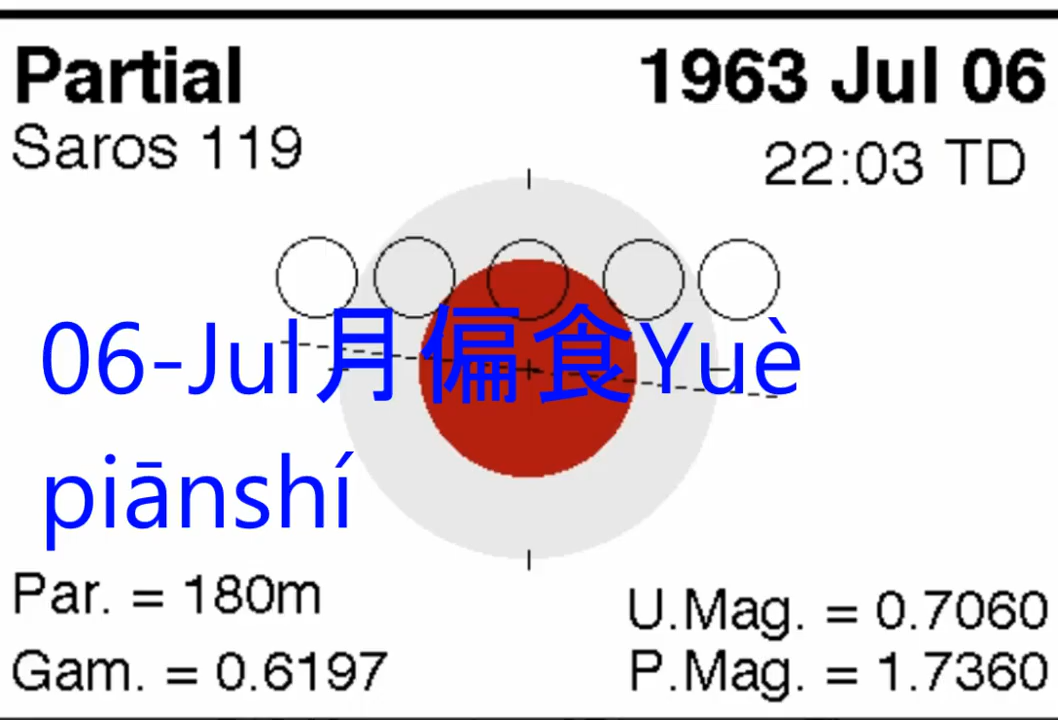 Partial
1963 Jul 06
Saros 119
22:03 TD
06-Jul月偏食Yuè
piānshí
Par. = 180m
U.Mag. = 0.7060
Gam. = 0.6197
P.Mag. = 1.7360